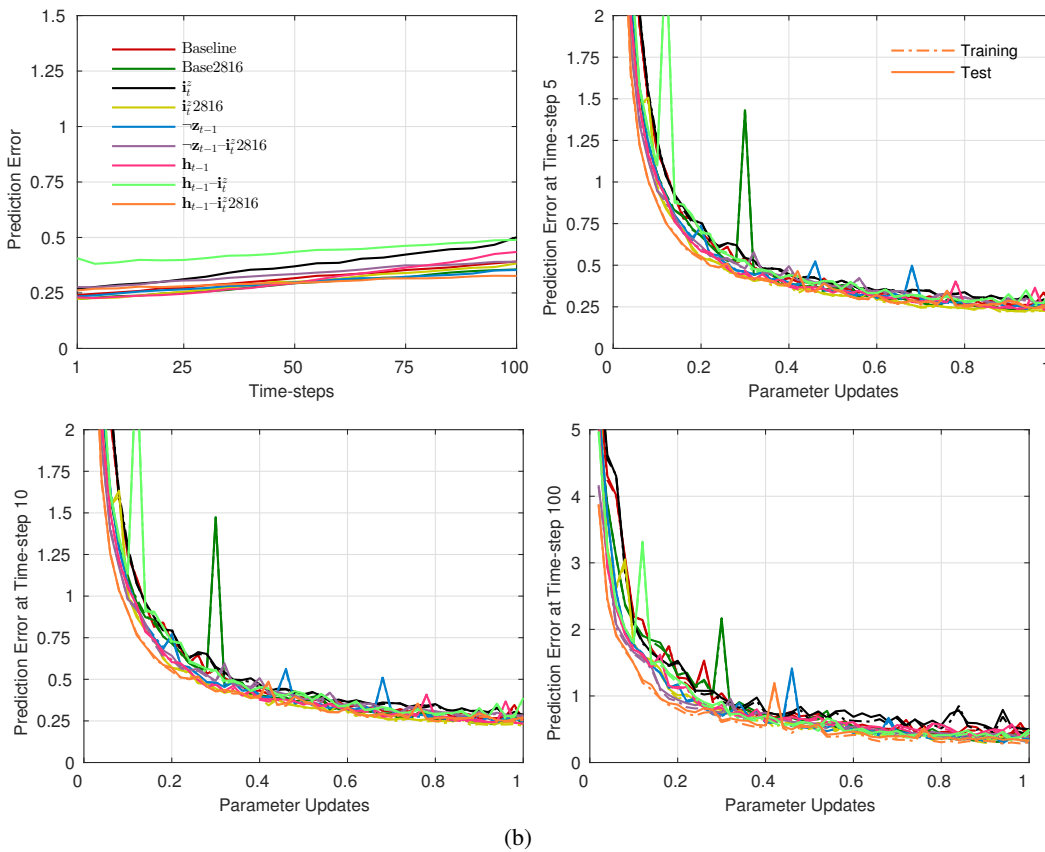 1.5
1.25
1
0.75
0.5
0.25
0
Prediction Error
Baseline
Base2816
i_t^z
i_t^z2816
¬z_{t−1}
¬z_{t−1}–i_t^z2816
h_{t−1}
h_{t−1}–i_t^z
h_{t−1}–i_t^z2816
1 25 50 75 100
Time-steps
2
1.75
1.5
1.25
1
0.75
0.5
0.25
0
Prediction Error at Time-step 5
Training
Test
0 0.2 0.4 0.6 0.8
Parameter Updates
2
1.75
1.5
1.25
1
0.75
0.5
0.25
0
Prediction Error at Time-step 10
0 0.2 0.4 0.6 0.8 1
Parameter Updates
5
4
3
2
1
0
Prediction Error at Time-step 100
0 0.2 0.4 0.6 0.8 1
Parameter Updates
(b)